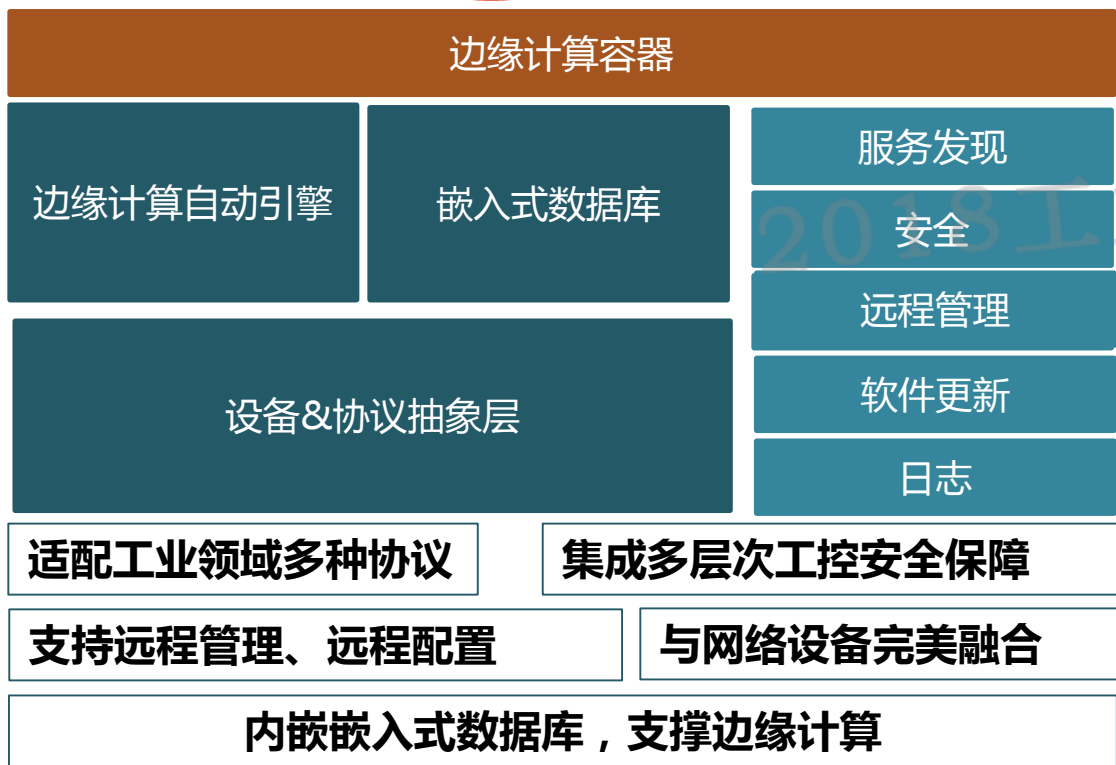 边缘计算容器
边缘计算自动引擎
嵌入式数据库
服务发现
安全
远程管理
软件更新
日志
设备&协议抽象层
2018工
适配工业领域多种协议
集成多层次工控安全保障
支持远程管理、远程配置
与网络设备完美融合
内嵌嵌入式数据库，支撑边缘计算